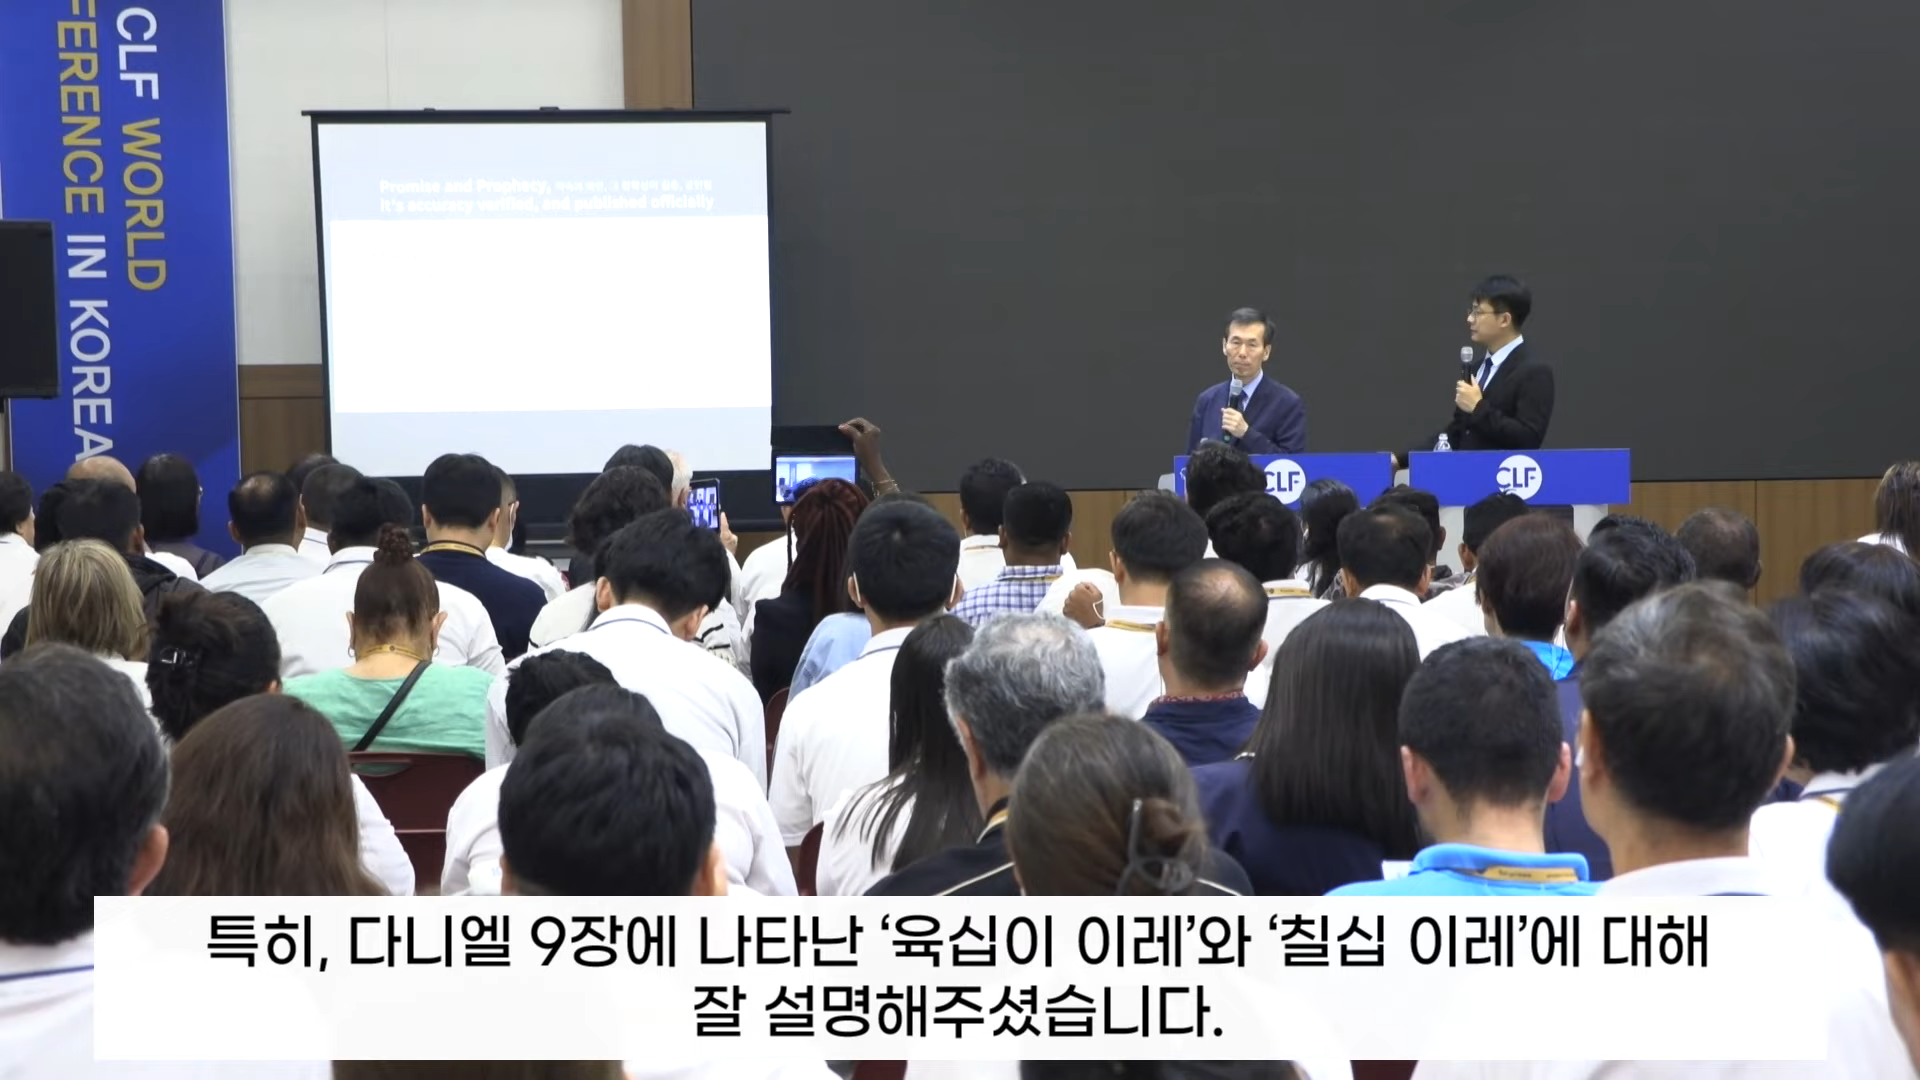 CLF WORLD
FERENCE IN KOREA
Promise and Prophecy,
It's accuracy verified, and published officially
CLF
CLF
특히, 다니엘 9장에 나타난 ‘육십이 이레’와 ‘칠십 이레’에 대해
잘 설명해주셨습니다.